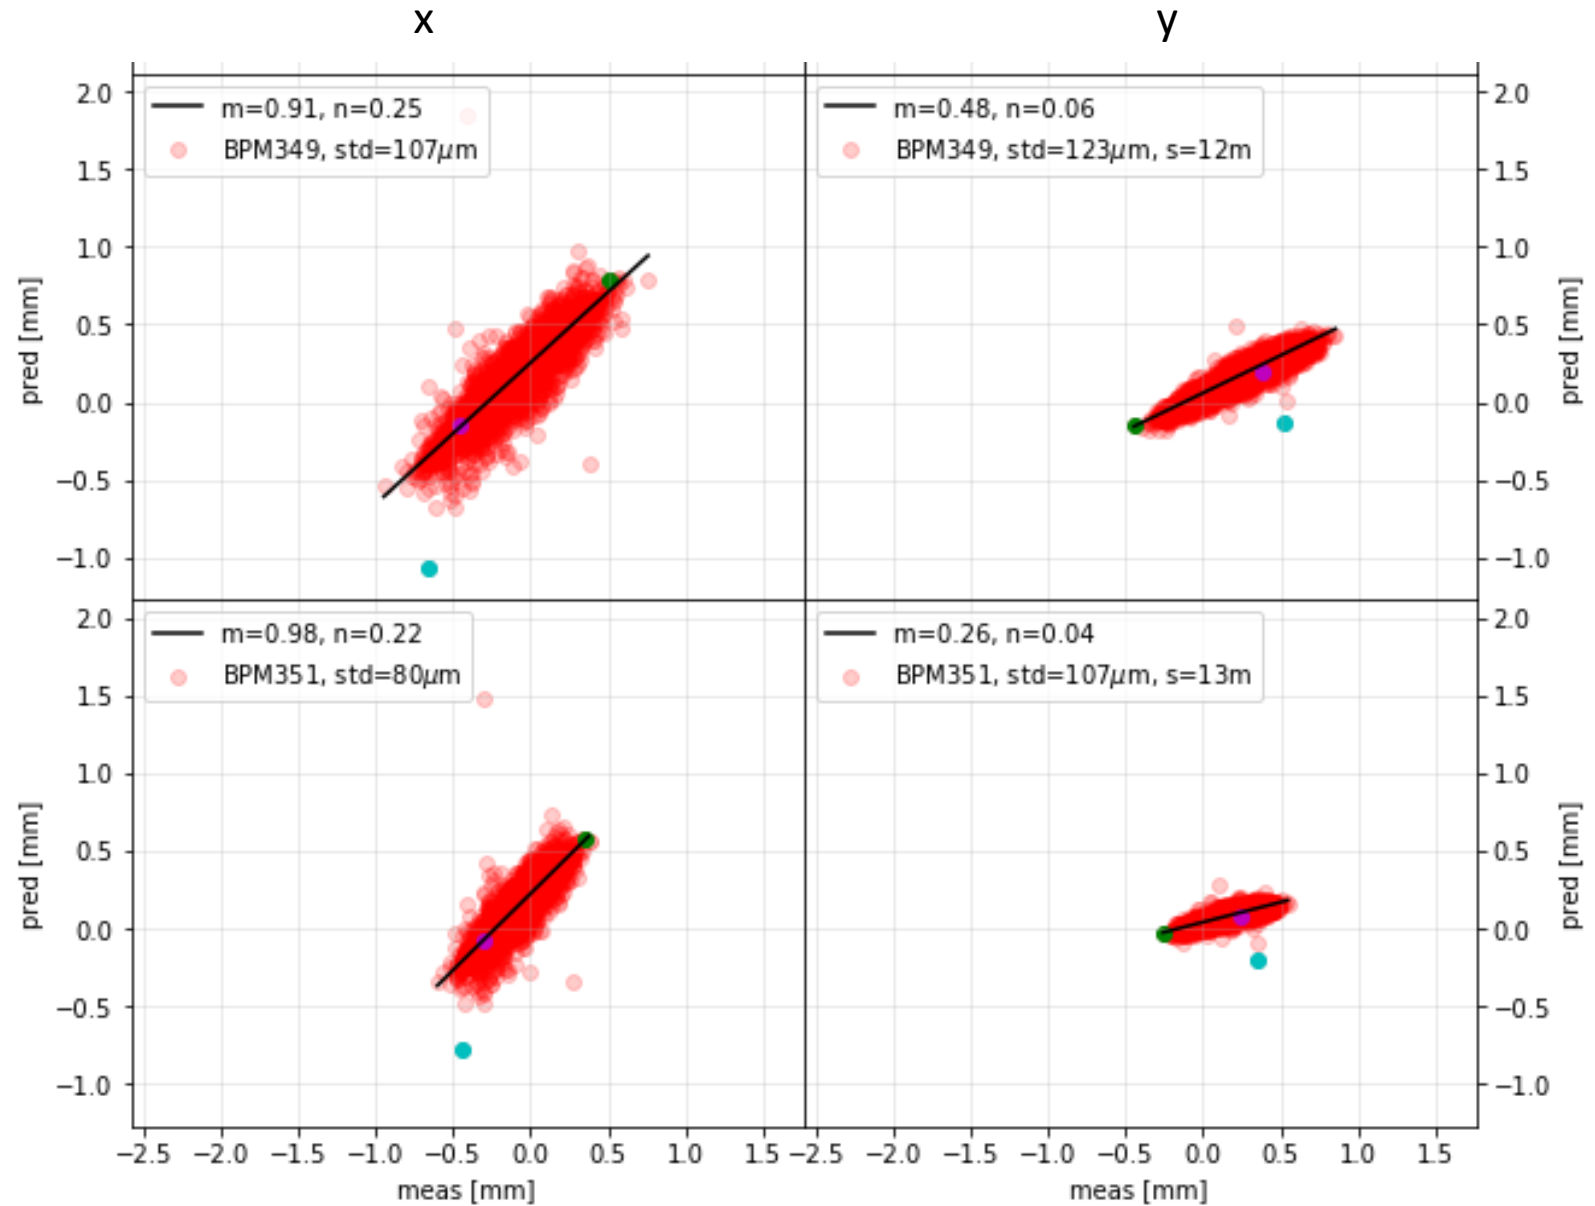 x y
m=0.91, n=0.25
BPM349, std=107μm
m=0.48, n=0.06
BPM349, std=123μm, s=12m
2.0
1.5
1.0
0.5
0.0
−0.5
−1.0
pred [mm]
2.0
1.5
1.0
0.5
0.0
−0.5
−1.0
pred [mm]
m=0.98, n=0.22
BPM351, std=80μm
m=0.26, n=0.04
BPM351, std=107μm, s=13m
2.0
1.5
1.0
0.5
0.0
−0.5
−1.0
pred [mm]
2.0
1.5
1.0
0.5
0.0
−0.5
−1.0
pred [mm]
−2.5 −2.0 −1.5 −1.0 −0.5 0.0 0.5 1.0 1.5
−2.5 −2.0 −1.5 −1.0 −0.5 0.0 0.5 1.0 1.5
meas [mm]
meas [mm]